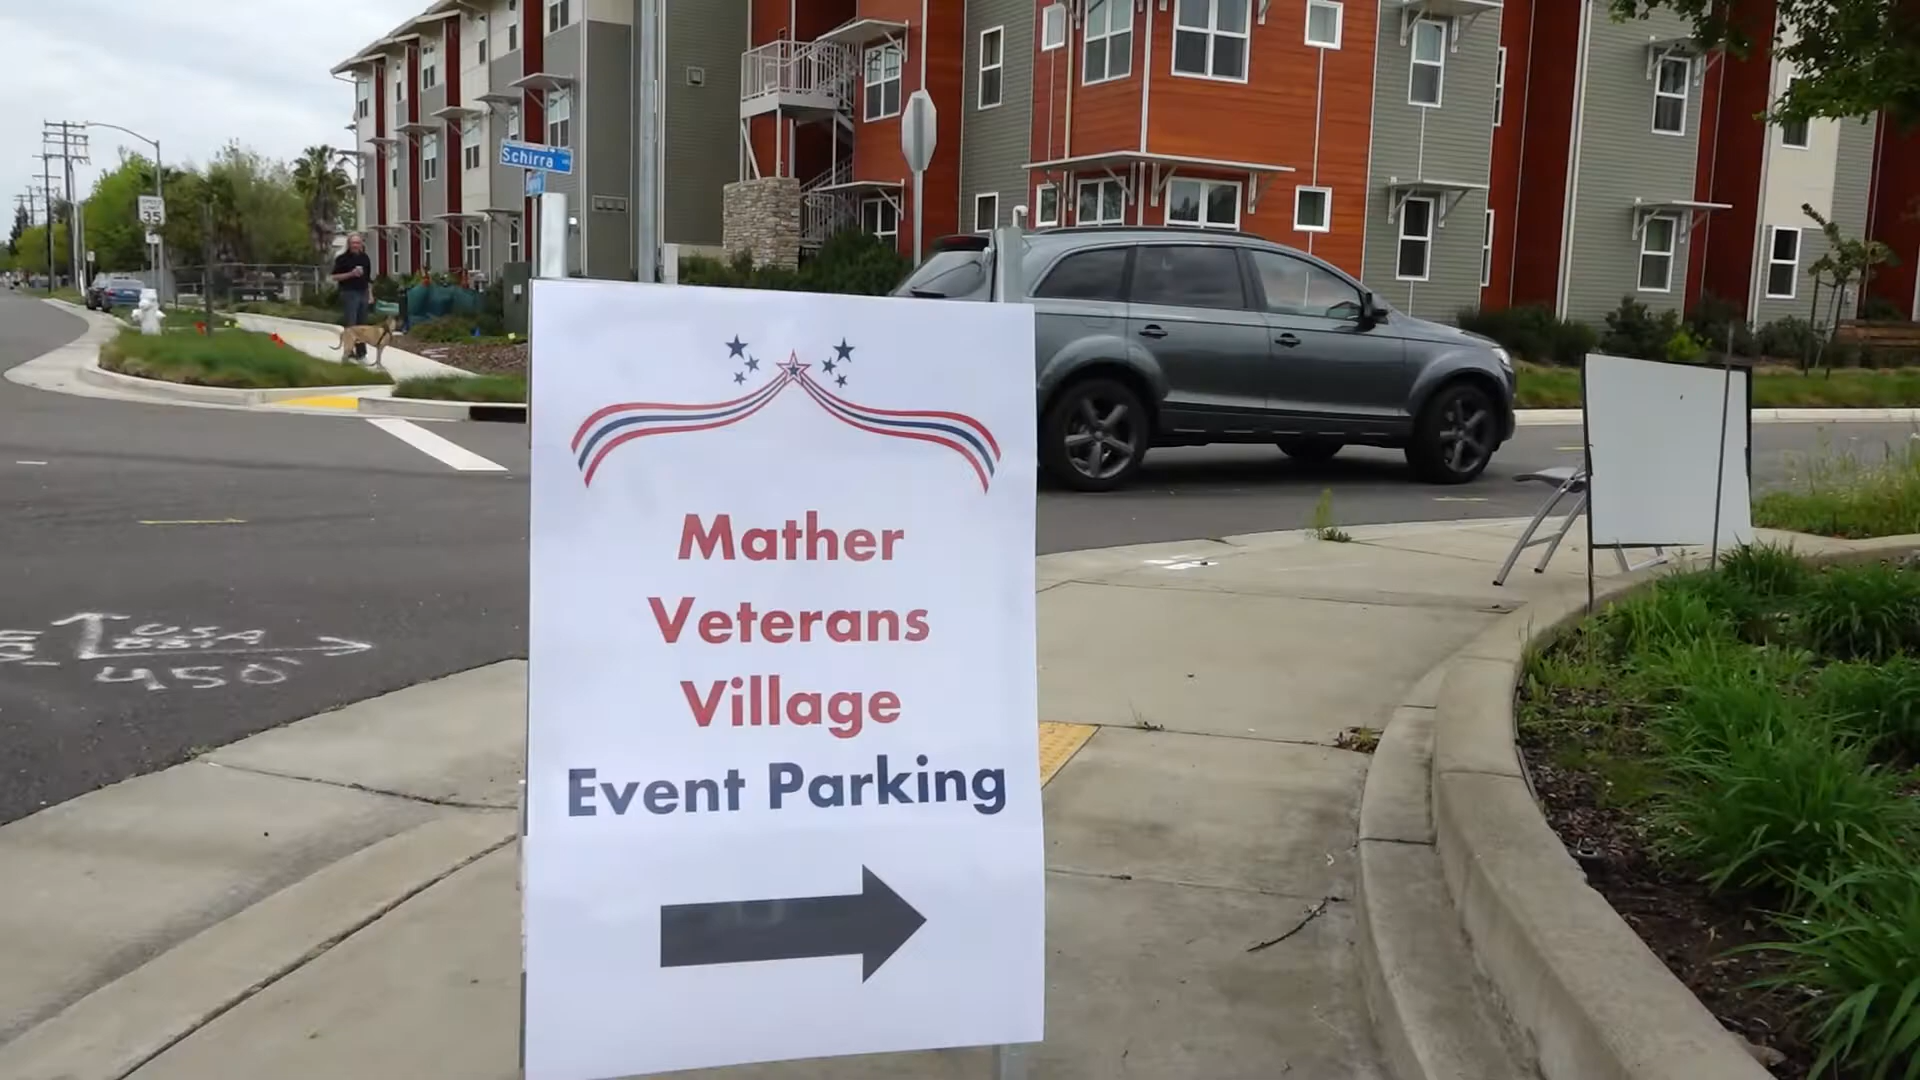 Schirra
SPEED
LIMIT
35
Mather
Veterans
Village
Event Parking
USA
450'